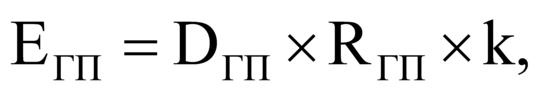 E_ГП = D_ГП × R_ГП × k,